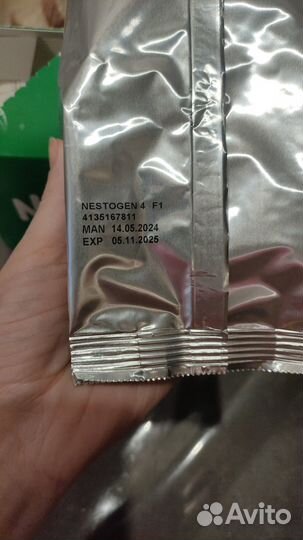 NESTOGEN 4 F1
4135167811
MAN 14.05.2024
EXP 05.11.2025
Avito